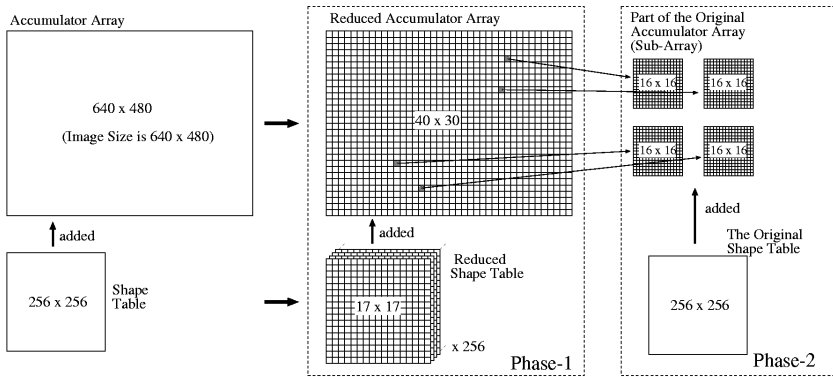 Accumulator Array
640 x 480
(Image Size is 640 x 480)
added
256 x 256
Shape
Table
Reduced Accumulator Array
40 x 30
added
Reduced
Shape Table
17 x 17
x 256
Phase-1
Part of the Original
Accumulator Array
(Sub-Array)
16 x 16
16 x 16
16 x 16
16 x 16
added
The Original
Shape Table
256 x 256
Phase-2